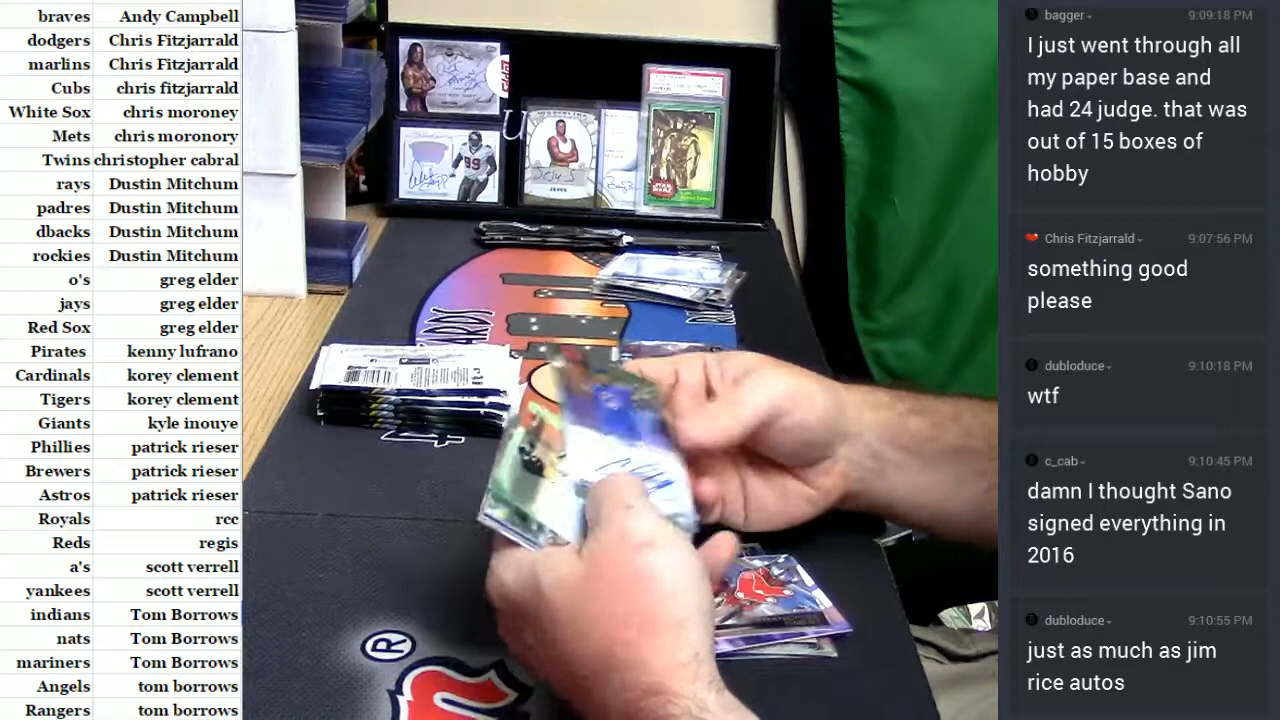 braves Andy Campbell
dodgers Chris Fitzjarrald
marlins Chris Fitzjarrald
Cubs chris fitzjarrald
White Sox chris moroney
Mets chris moronory
Twins christopher cabral
rays Dustin Mitchum
padres Dustin Mitchum
dbacks Dustin Mitchum
rockies Dustin Mitchum
o's greg elder
jays greg elder
Red Sox greg elder
Pirates kenny lufrano
Cardinals korey clement
Tigers korey clement
Giants kyle inouye
Phillies patrick rieser
Brewers patrick rieser
Astros patrick rieser
Royals rcc
Reds regis
a's scott verrell
yankees scott verrell
indians Tom Borrows
nats Tom Borrows
mariners Tom Borrows
Angels tom borrows
Rangers tom borrows
99
STAR WARS
ARDS
®
bagger 9:09:18 PM
I just went through all
my paper base and
had 24 judge. that was
out of 15 boxes of
hobby
Chris Fitzjarrald 9:07:56 PM
something good
please
dubloduce 9:10:18 PM
wtf
c_cab 9:10:45 PM
damn I thought Sano
signed everything in
2016
dubloduce 9:10:55 PM
just as much as jim
rice autos